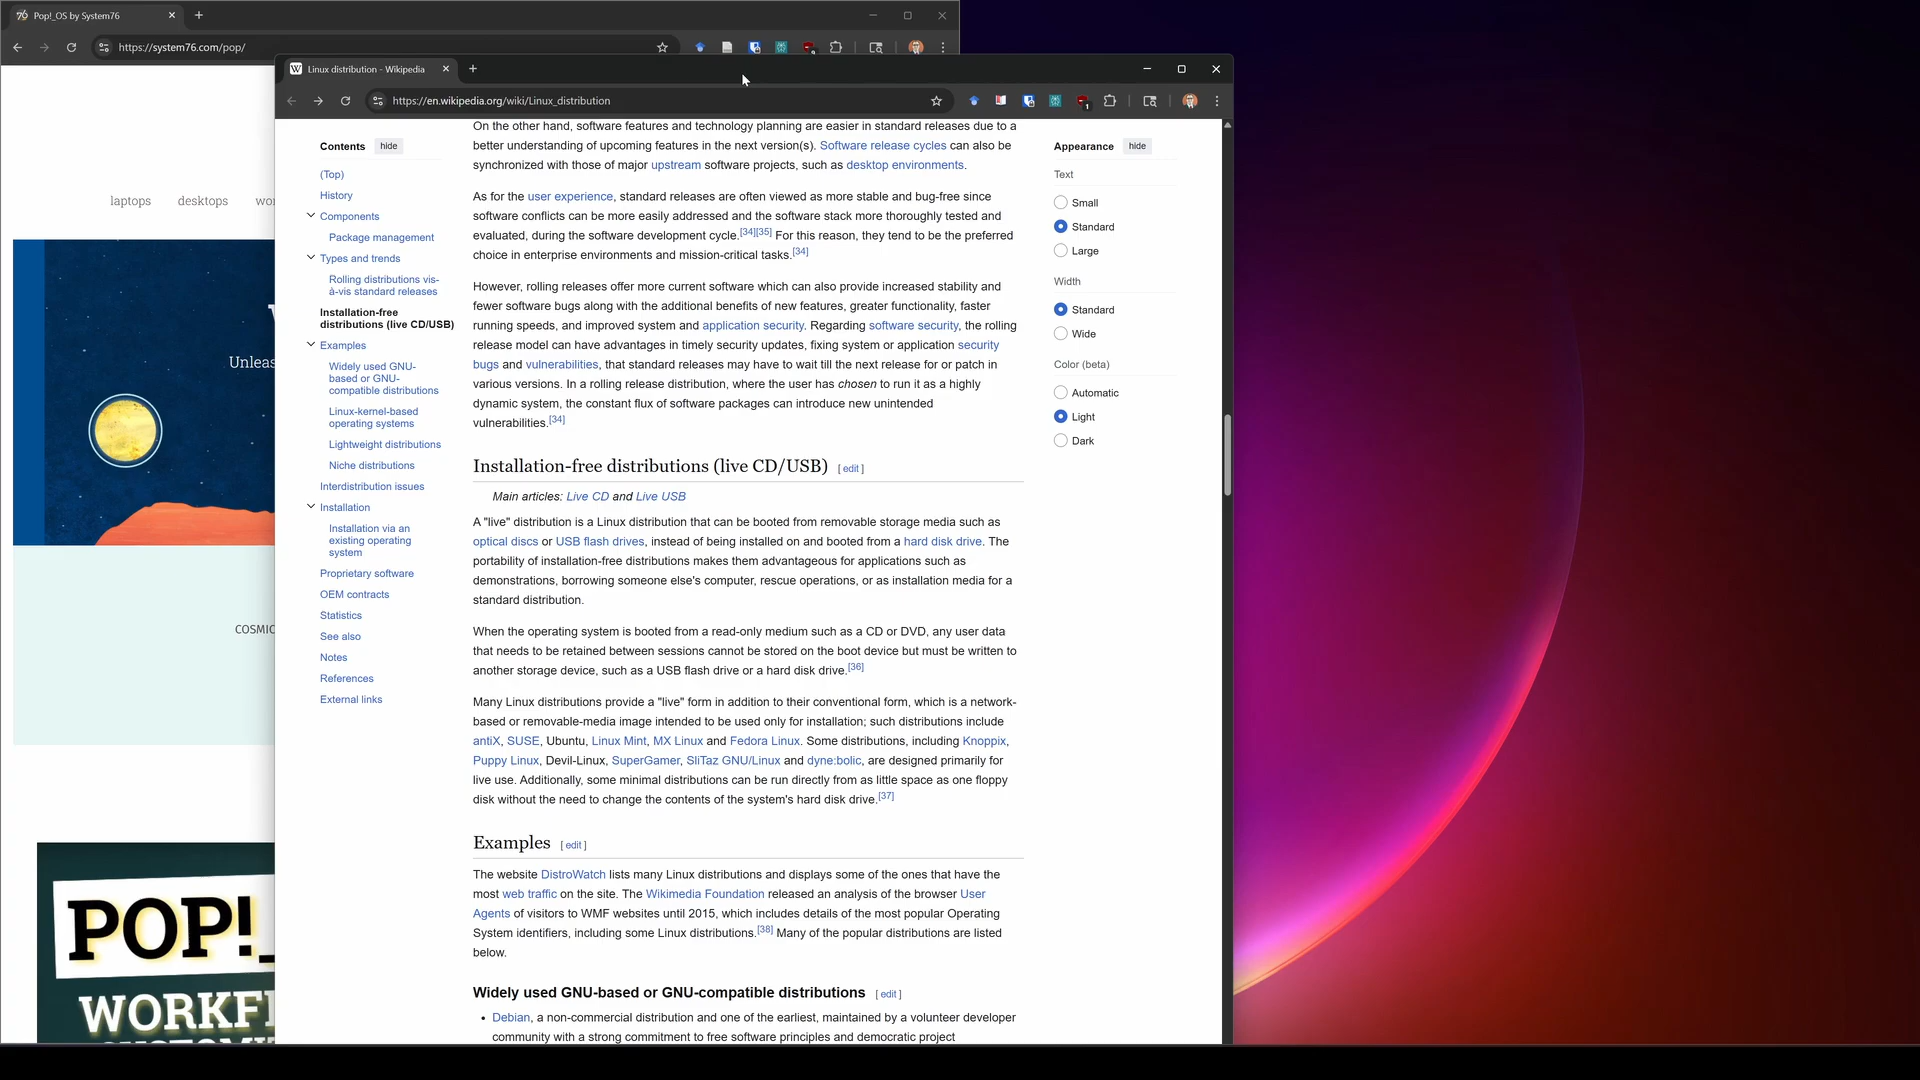 Pop!_OS by System76
https://system76.com/pop/
laptops desktops
Unleas
COSMIC
POP!_
WORKFI
Linux distribution - Wikipedia
https://en.wikipedia.org/wiki/Linux_distribution
1
Contents hide
(Top)
History
Components
Package management
Types and trends
Rolling distributions vis-
à-vis standard releases
Installation-free
distributions (live CD/USB)
Examples
Widely used GNU-
based or GNU-
compatible distributions
Linux-kernel-based
operating systems
Lightweight distributions
Niche distributions
Interdistribution issues
Installation
Installation via an
existing operating
system
Proprietary software
OEM contracts
Statistics
See also
Notes
References
External links
On the other hand, software features and technology planning are easier in standard releases due to a
better understanding of upcoming features in the next version(s). Software release cycles can also be
synchronized with those of major upstream software projects, such as desktop environments.
As for the user experience, standard releases are often viewed as more stable and bug-free since
software conflicts can be more easily addressed and the software stack more thoroughly tested and
evaluated, during the software development cycle.[34][35] For this reason, they tend to be the preferred
choice in enterprise environments and mission-critical tasks.[34]
However, rolling releases offer more current software which can also provide increased stability and
fewer software bugs along with the additional benefits of new features, greater functionality, faster
running speeds, and improved system and application security. Regarding software security, the rolling
release model can have advantages in timely security updates, fixing system or application security
bugs and vulnerabilities, that standard releases may have to wait till the next release for or patch in
various versions. In a rolling release distribution, where the user has chosen to run it as a highly
dynamic system, the constant flux of software packages can introduce new unintended
vulnerabilities.[34]
Installation-free distributions (live CD/USB) [ edit ]
Main articles: Live CD and Live USB
A "live" distribution is a Linux distribution that can be booted from removable storage media such as
optical discs or USB flash drives, instead of being installed on and booted from a hard disk drive. The
portability of installation-free distributions makes them advantageous for applications such as
demonstrations, borrowing someone else's computer, rescue operations, or as installation media for a
standard distribution.
When the operating system is booted from a read-only medium such as a CD or DVD, any user data
that needs to be retained between sessions cannot be stored on the boot device but must be written to
another storage device, such as a USB flash drive or a hard disk drive.[36]
Many Linux distributions provide a "live" form in addition to their conventional form, which is a network-
based or removable-media image intended to be used only for installation; such distributions include
antiX, SUSE, Ubuntu, Linux Mint, MX Linux and Fedora Linux. Some distributions, including Knoppix,
Puppy Linux, Devil-Linux, SuperGamer, SliTaz GNU/Linux and dyne:bolic, are designed primarily for
live use. Additionally, some minimal distributions can be run directly from as little space as one floppy
disk without the need to change the contents of the system's hard disk drive.[37]
Examples [ edit ]
The website DistroWatch lists many Linux distributions and displays some of the ones that have the
most web traffic on the site. The Wikimedia Foundation released an analysis of the browser User
Agents of visitors to WMF websites until 2015, which includes details of the most popular Operating
System identifiers, including some Linux distributions.[38] Many of the popular distributions are listed
below.
Widely used GNU-based or GNU-compatible distributions [ edit ]
• Debian, a non-commercial distribution and one of the earliest, maintained by a volunteer developer
community with a strong commitment to free software principles and democratic project
Appearance hide
Text
Small
Standard
Large
Width
Standard
Wide
Color (beta)
Automatic
Light
Dark